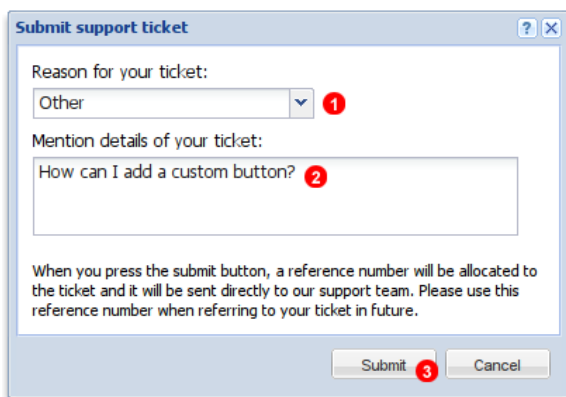 Submit support ticket
?
Reason for your ticket:
Other 1
Mention details of your ticket:
How can I add a custom button? 2
When you press the submit button, a reference number will be allocated to
the ticket and it will be sent directly to our support team. Please use this
reference number when referring to your ticket in future.
Submit 3 Cancel